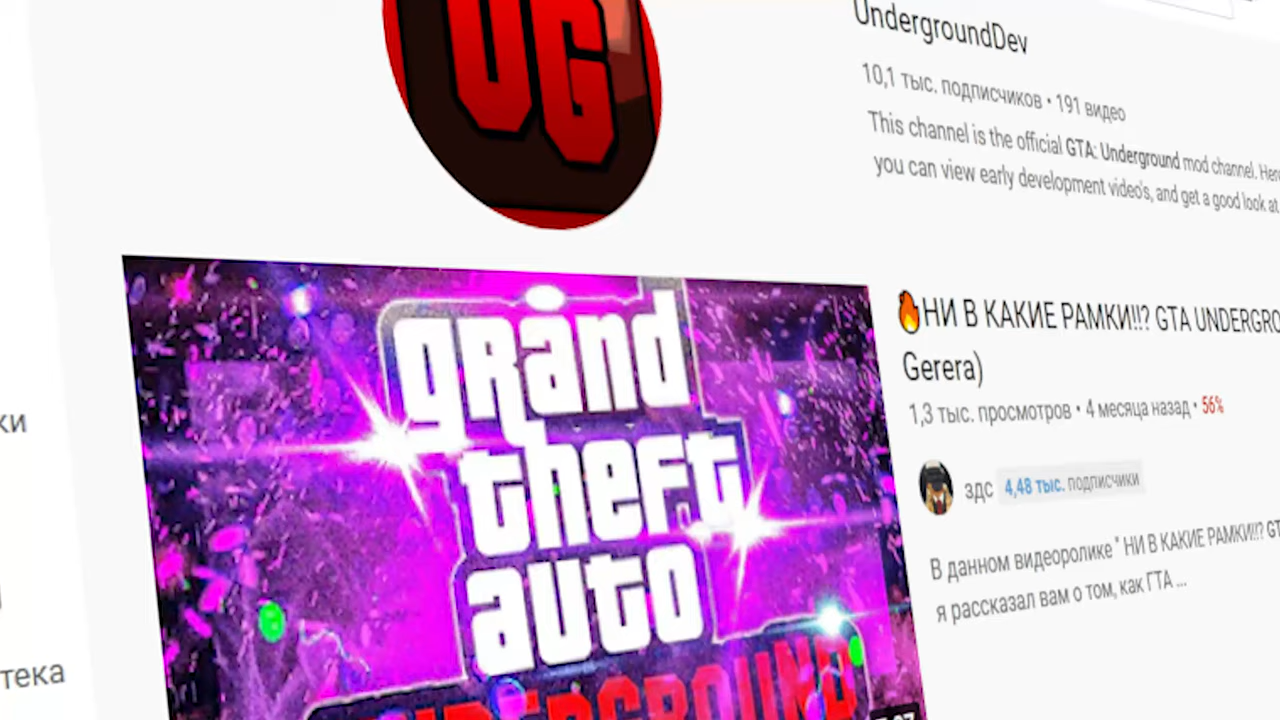 UG
UndergroundDev
10,1 тыс. подписчиков • 191 видео
This channel is the official GTA: Underground mod channel. Here
you can view early development video's, and get a good look at
grand
theft
auto
UNDERGROUND
🔥НИ В КАКИЕ РАМКИ!!!? GTA UNDERGRO
Gerera)
1,3 тыс. просмотров • 4 месяца назад • 56%
здс 4,48 тыс. подписчики
В данном видеоролике " НИ В КАКИЕ РАМКИ!!!? GT
я рассказал вам о том, как ГТА ...
ки
тека